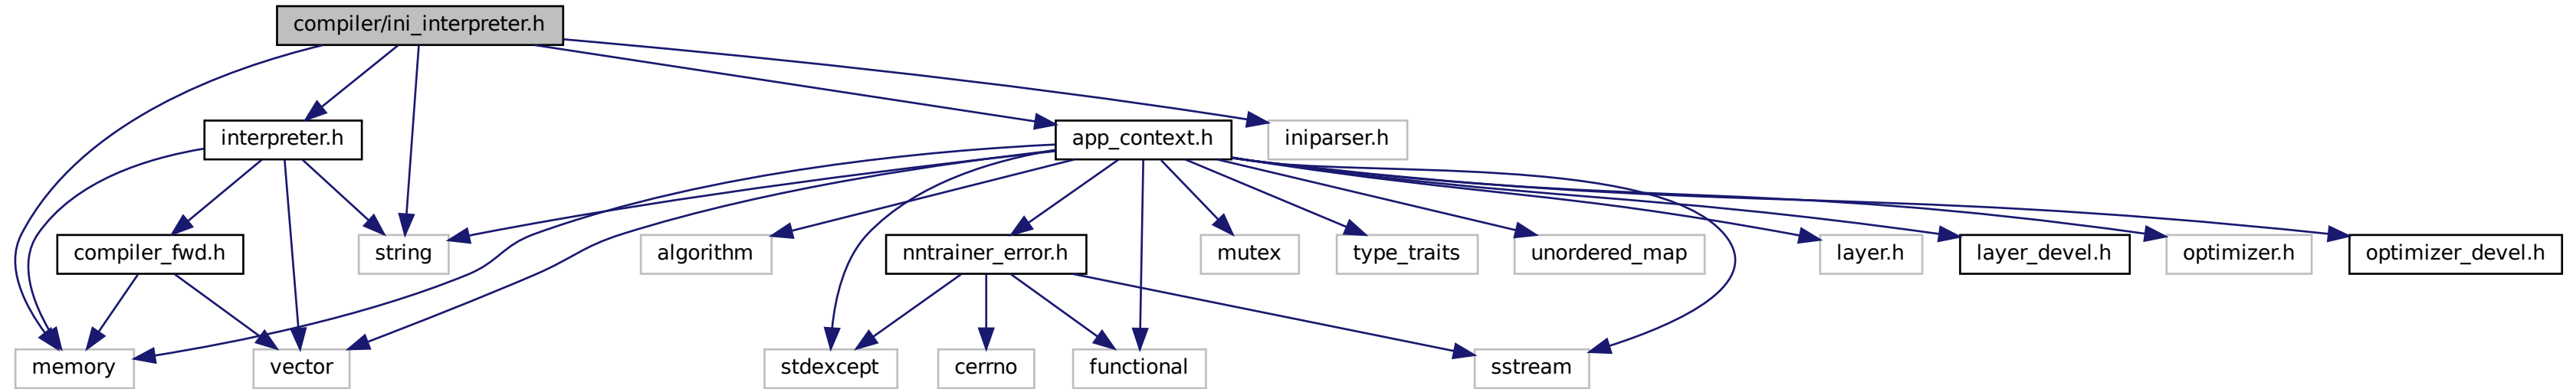 compiler/ini_interpreter.h
interpreter.h
app_context.h
iniparser.h
compiler_fwd.h
string
algorithm
nntrainer_error.h
mutex
type_traits
unordered_map
layer.h
layer_devel.h
optimizer.h
optimizer_devel.h
memory
vector
stdexcept
cerrno
functional
sstream